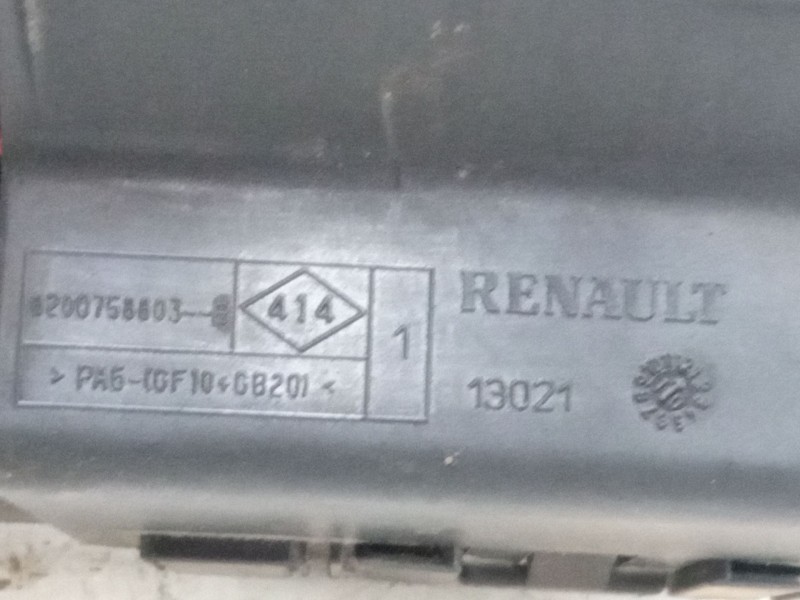 8200758603--B
414
1
RENAULT
>PA6-(GF10+GB20)<
13021